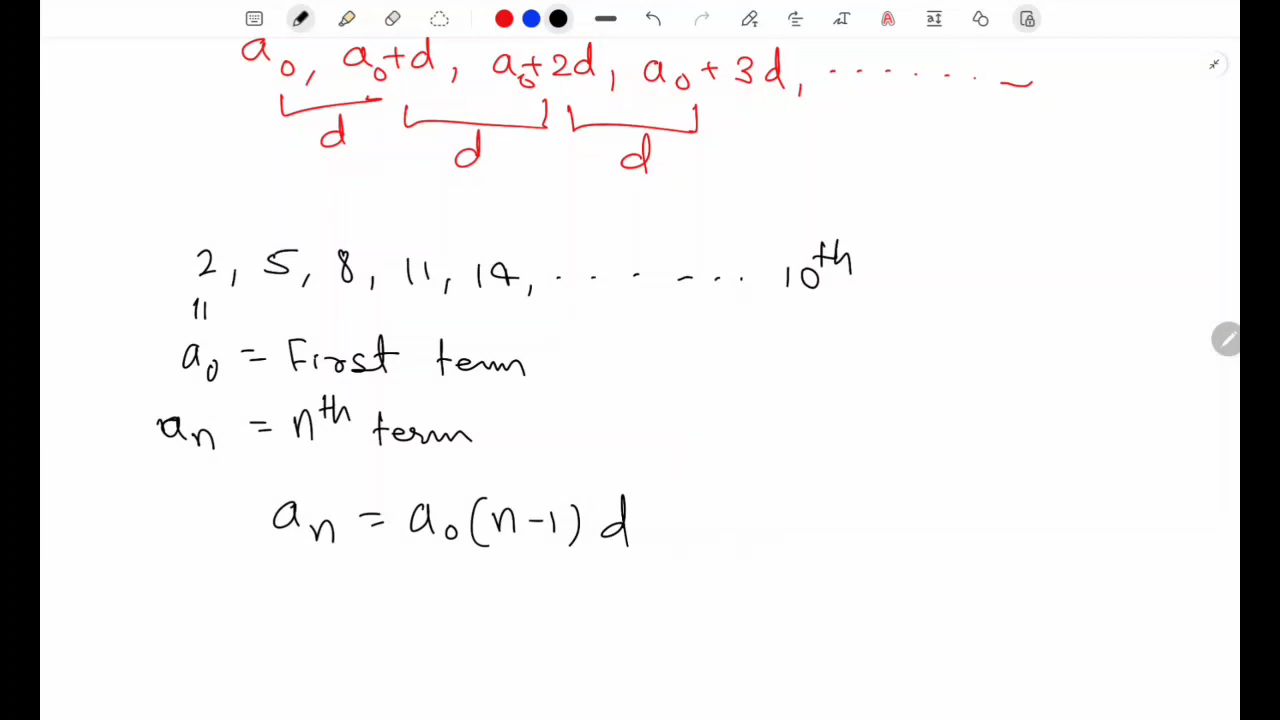 a₀, a₀+d, a₀+2d, a₀+3d, .......
d d d
2, 5, 8, 11, 14, ......... 10ᵗʰ
॥
a₀ = First term
aₙ = nᵗʰ term
aₙ = a₀(n-1) d